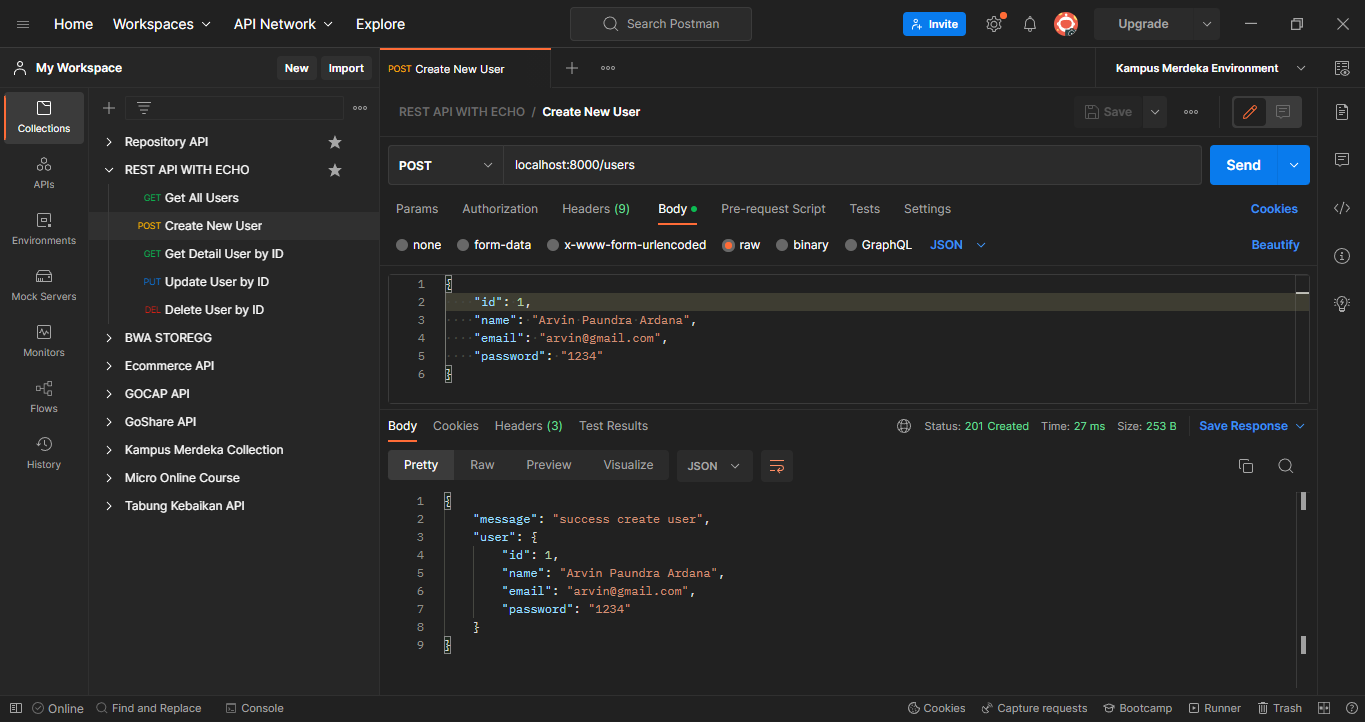 Home Workspaces API Network Explore Search Postman Invite Upgrade
My Workspace New Import POST Create New User Kampus Merdeka Environment
REST API WITH ECHO / Create New User Save
Collections
APIs
Environments
Mock Servers
Monitors
Flows
History
Repository API
REST API WITH ECHO
GET Get All Users
POST Create New User
GET Get Detail User by ID
PUT Update User by ID
DEL Delete User by ID
BWA STOREGG
Ecommerce API
GOCAP API
GoShare API
Kampus Merdeka Collection
Micro Online Course
Tabung Kebaikan API
POST localhost:8000/users Send
Params Authorization Headers (9) Body Pre-request Script Tests Settings Cookies
none form-data x-www-form-urlencoded raw binary GraphQL JSON Beautify
1 {
2 "id": 1,
3 "name": "Arvin Paundra Ardana",
4 "email": "arvin@gmail.com",
5 "password": "1234"
6 }
Body Cookies Headers (3) Test Results Status: 201 Created Time: 27 ms Size: 253 B Save Response
Pretty Raw Preview Visualize JSON
1 {
2 "message": "success create user",
3 "user": {
4 "id": 1,
5 "name": "Arvin Paundra Ardana",
6 "email": "arvin@gmail.com",
7 "password": "1234"
8 }
9 }
Online Find and Replace Console Cookies Capture requests Bootcamp Runner Trash